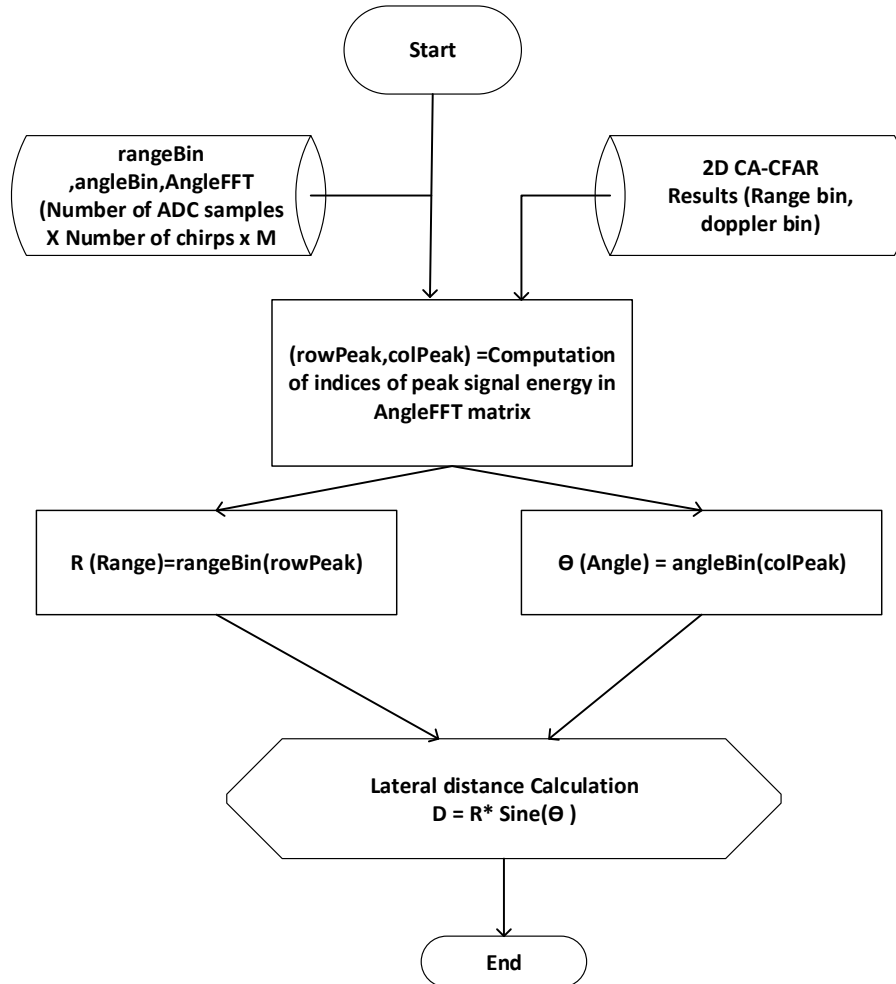 Start
rangeBin
,angleBin,AngleFFT
(Number of ADC samples
X Number of chirps x M
2D CA-CFAR
Results (Range bin,
doppler bin)
(rowPeak,colPeak) =Computation
of indices of peak signal energy in
AngleFFT matrix
R (Range)=rangeBin(rowPeak)
ϴ (Angle) = angleBin(colPeak)
Lateral distance Calculation
D = R* Sine(ϴ )
End